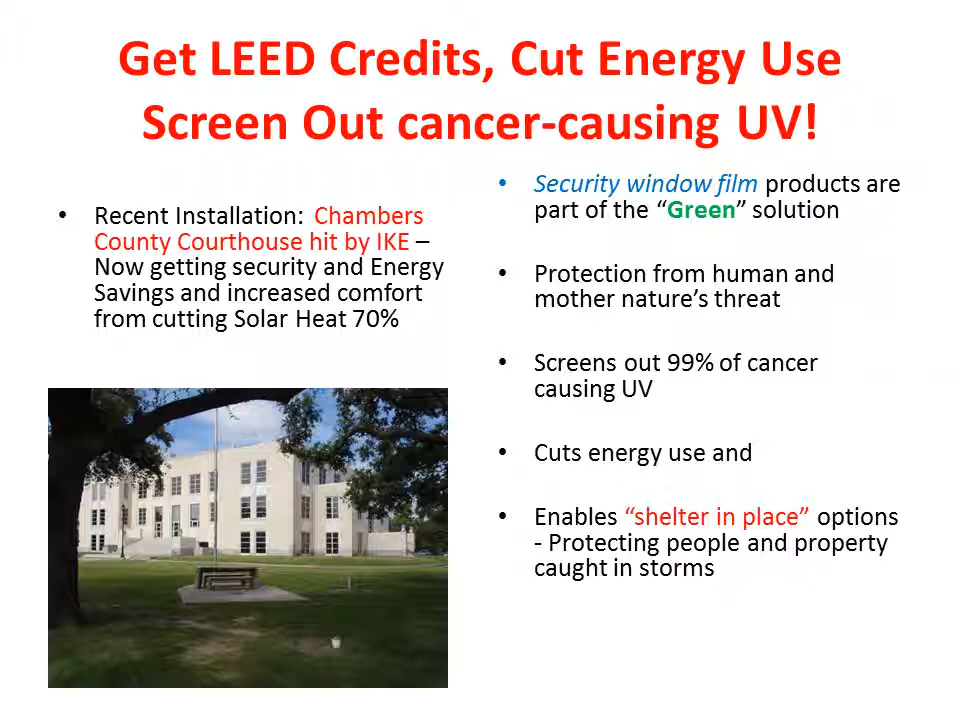 Get LEED Credits, Cut Energy Use
Screen Out cancer-causing UV!
• Recent Installation: Chambers
County Courthouse hit by IKE –
Now getting security and Energy
Savings and increased comfort
from cutting Solar Heat 70%
• Security window film products are
part of the “Green” solution
• Protection from human and
mother nature’s threat
• Screens out 99% of cancer
causing UV
• Cuts energy use and
• Enables “shelter in place” options
- Protecting people and property
caught in storms